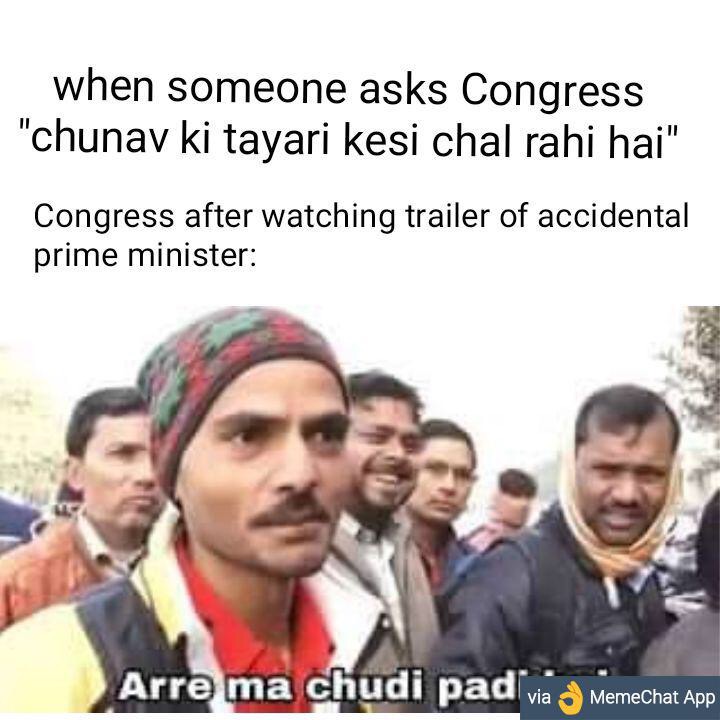 when someone asks Congress
"chunav ki tayari kesi chal rahi hai"
Congress after watching trailer of accidental
prime minister:
Arre ma chudi padi
via MemeChat App